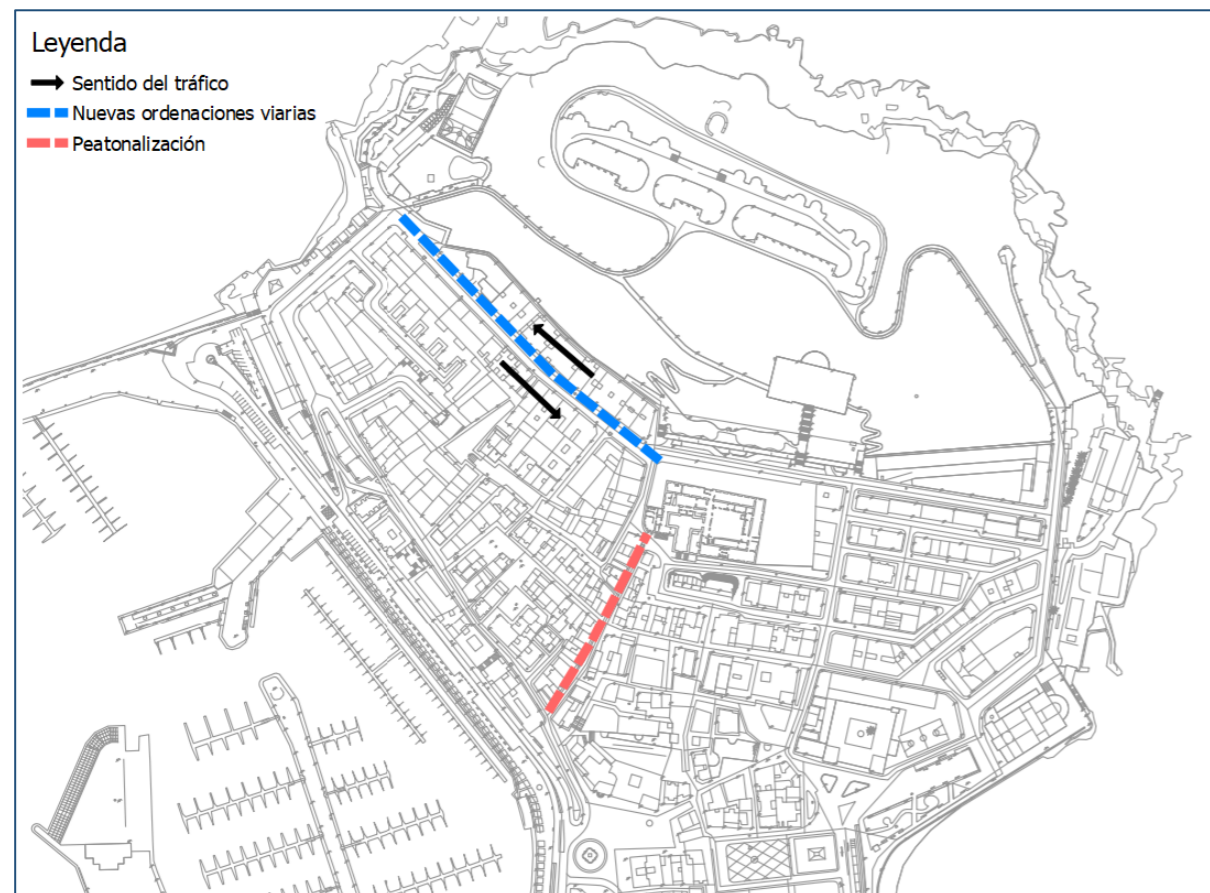 Leyenda
Sentido del tráfico
Nuevas ordenaciones viarias
Peatonalización